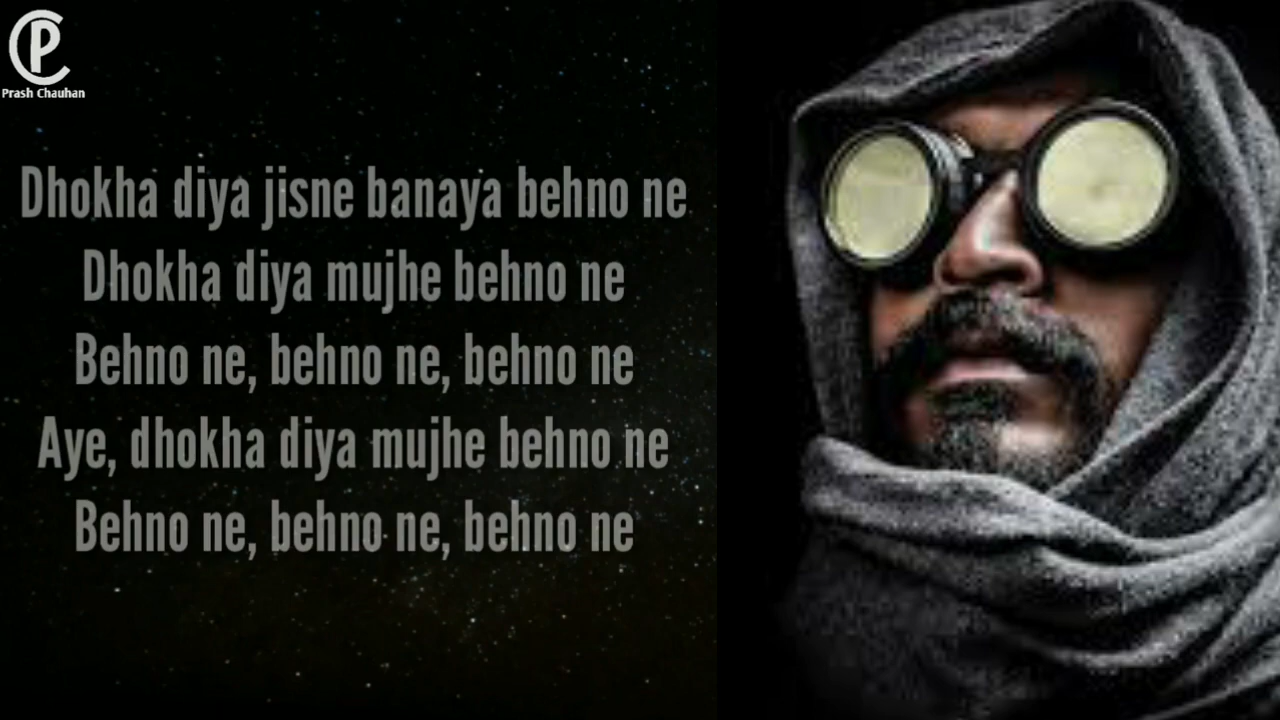 Prash Chauhan
Dhokha diya jisne banaya behno ne
Dhokha diya mujhe behno ne
Behno ne, behno ne, behno ne
Aye, dhokha diya mujhe behno ne
Behno ne, behno ne, behno ne